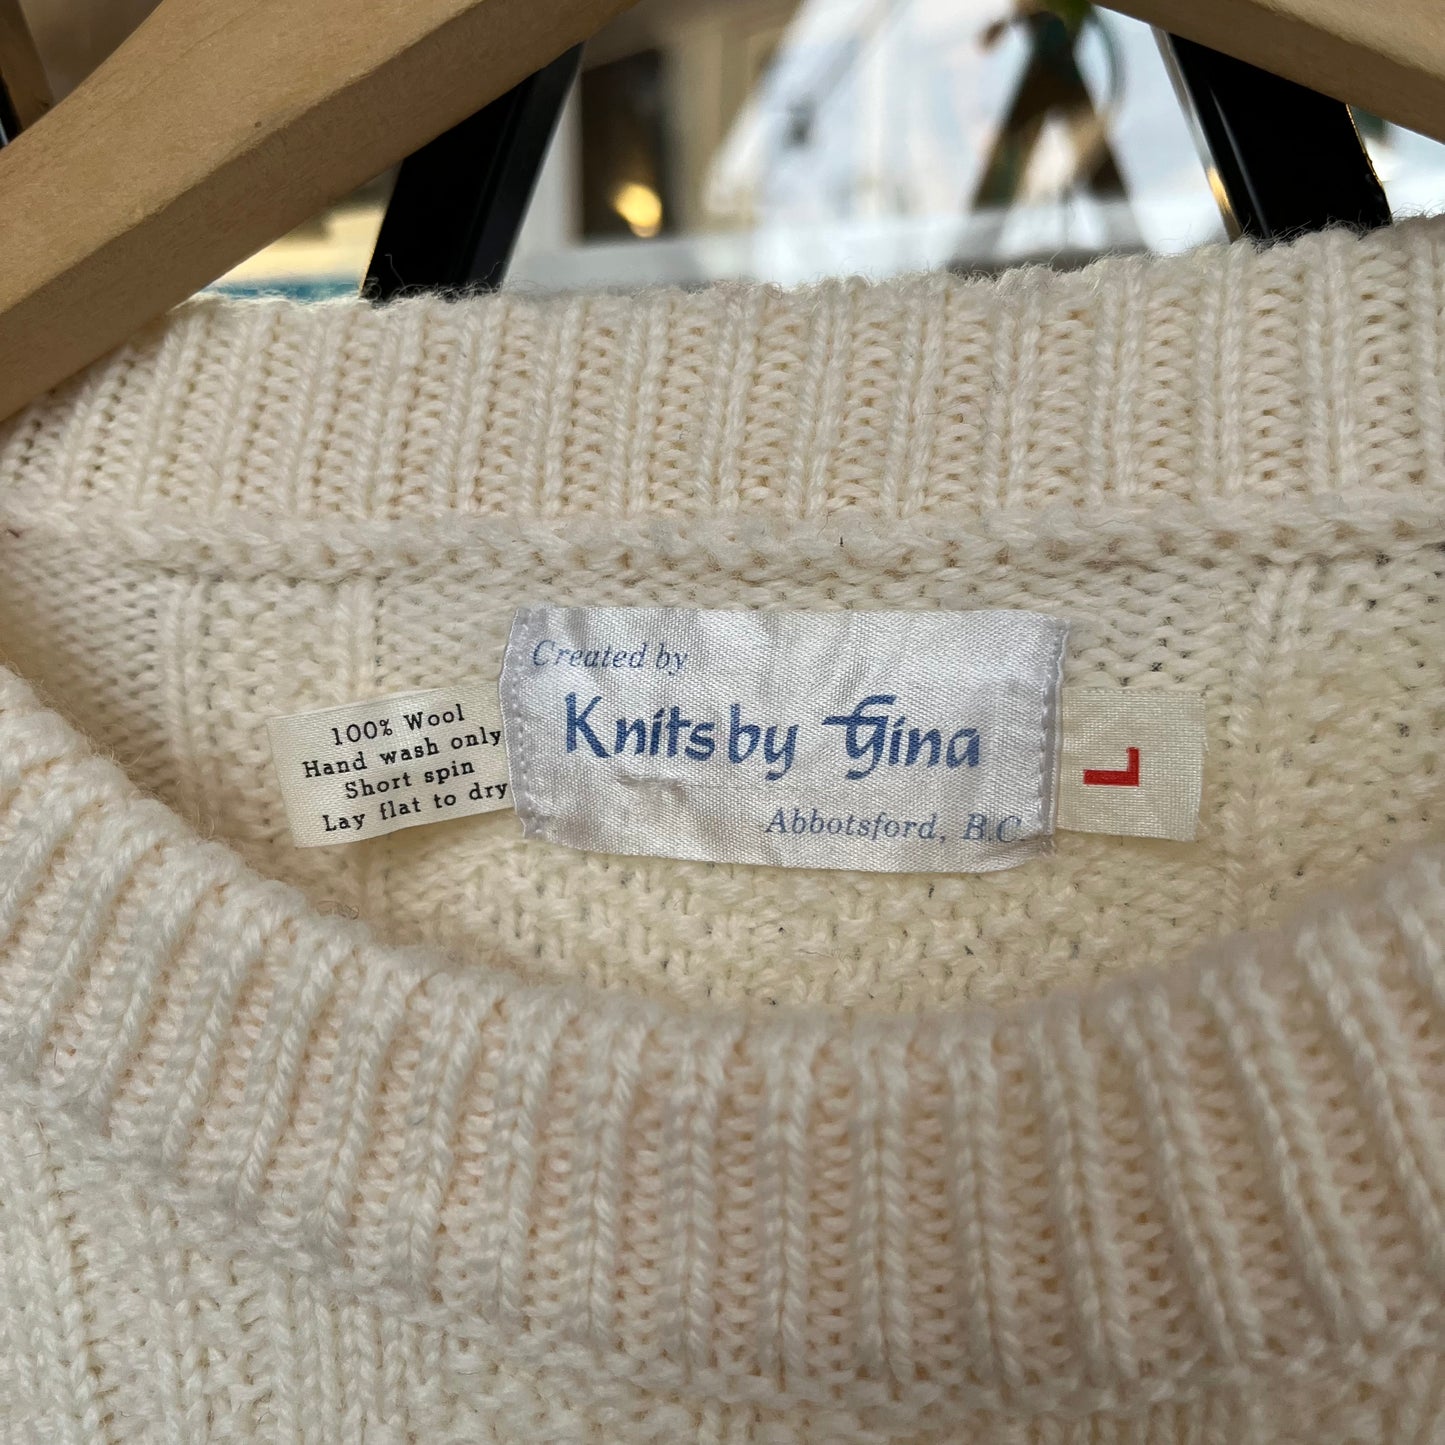 100% Wool
Hand wash only
Short spin
Lay flat to dry
Created by
Knits by Gina
Abbotsford, B.C.
L